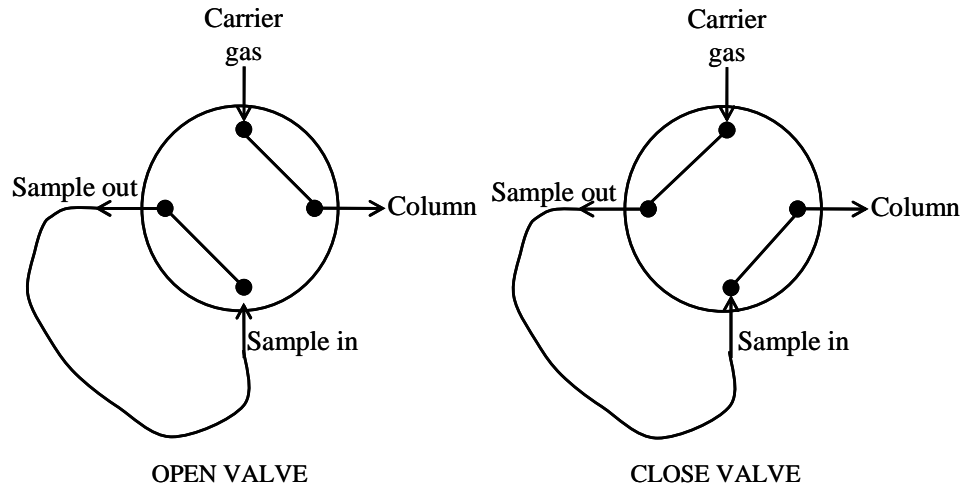 Carrier
gas
Sample out
Column
Sample in
OPEN VALVE
Carrier
gas
Sample out
Column
Sample in
CLOSE VALVE